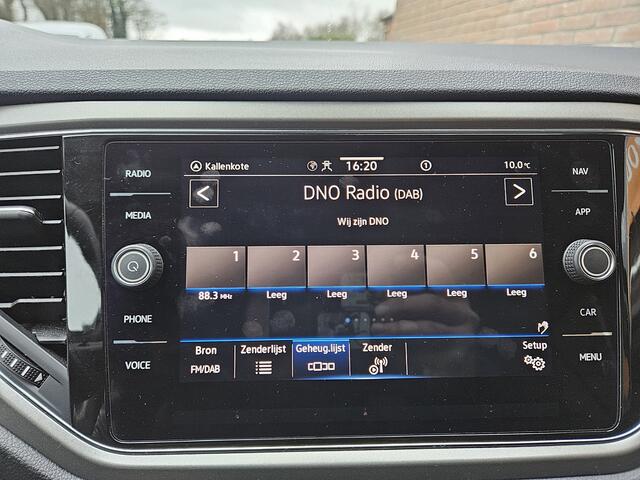 RADIO
MEDIA
PHONE
VOICE
Kallenkote
16:20
1
10.0°C
< DNO Radio (DAB) >
Wij zijn DNO
1 2 3 4 5 6
88.3 MHz Leeg Leeg Leeg Leeg Leeg
Bron Zenderlijst Geheug.lijst Zender Setup
FM/DAB
NAV
APP
CAR
MENU